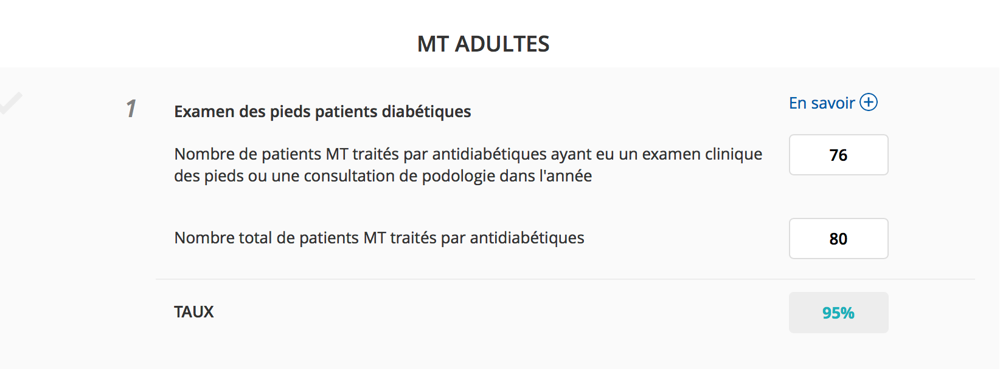 MT ADULTES
1
Examen des pieds patients diabétiques
En savoir
Nombre de patients MT traités par antidiabétiques ayant eu un examen clinique
des pieds ou une consultation de podologie dans l'année
76
Nombre total de patients MT traités par antidiabétiques
80
TAUX
95%